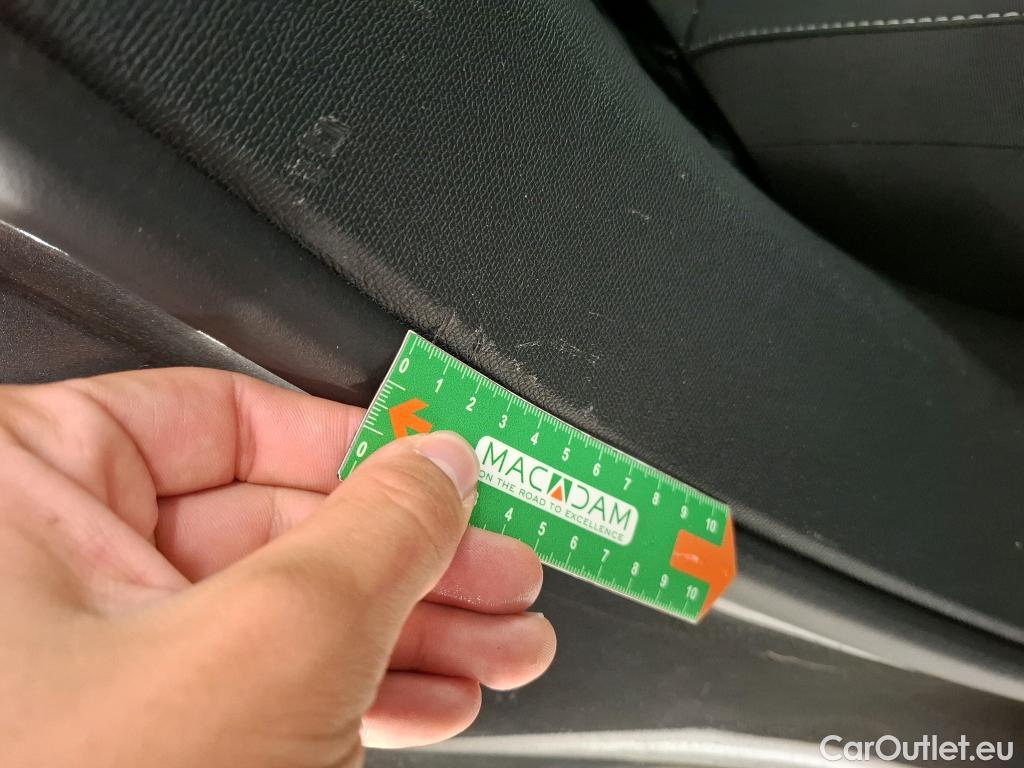 0 1 2 3 4 5 6 7 8 9 10
MACADAM
ON THE ROAD TO EXCELLENCE
0 4 5 6 7 8 9 10
CarOutlet.eu